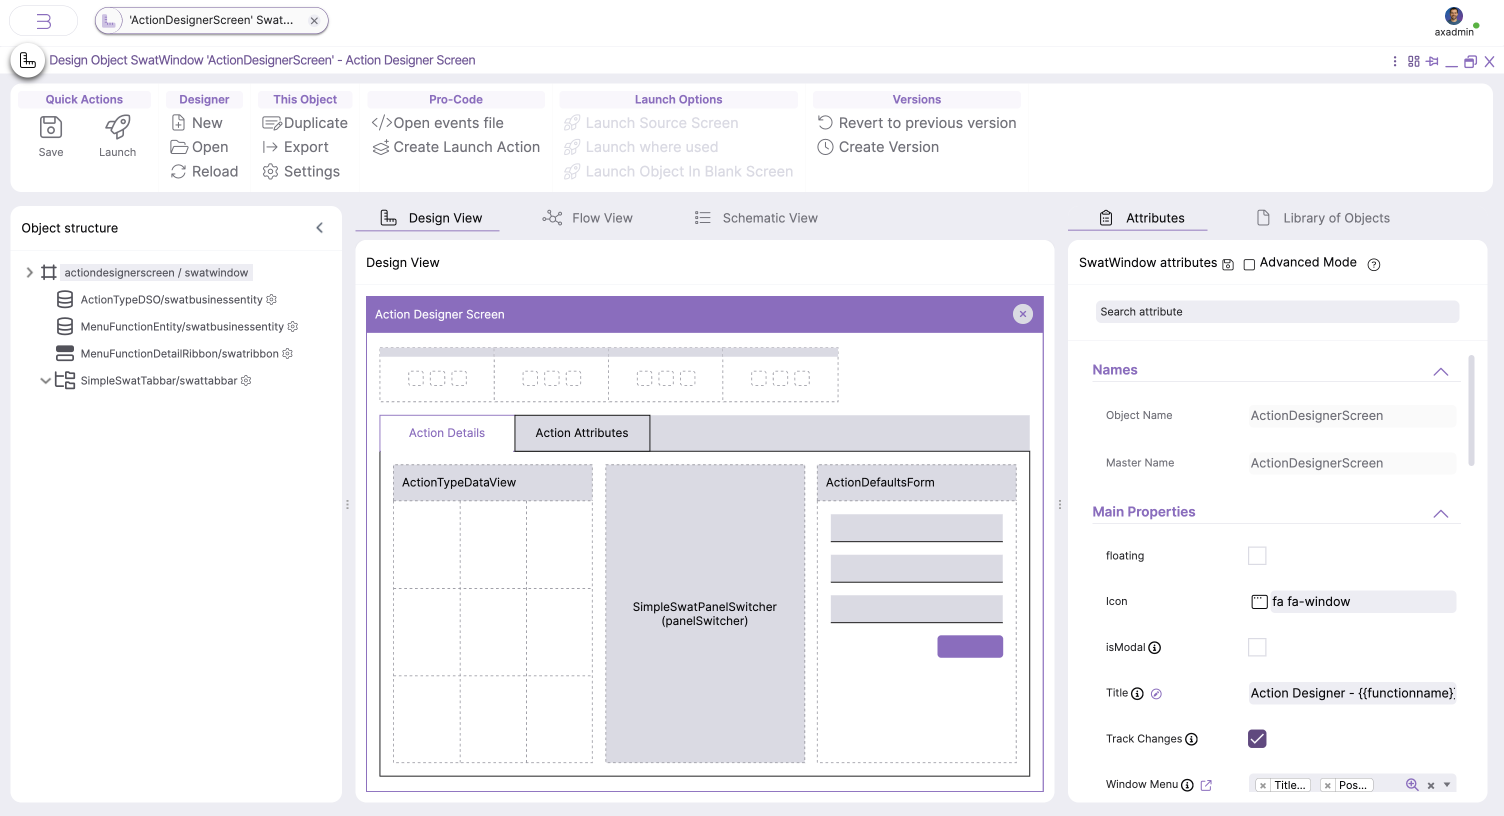 'ActionDesignerScreen' Swat...
axadmin
Design Object SwatWindow 'ActionDesignerScreen' - Action Designer Screen
Quick Actions
Save
Launch
Designer
New
Open
Reload
This Object
Duplicate
Export
Settings
Pro-Code
Open events file
Create Launch Action
Launch Options
Launch Source Screen
Launch where used
Launch Object In Blank Screen
Versions
Revert to previous version
Create Version
Object structure
actiondesignerscreen / swatwindow
ActionTypeDSO/swatbusinessentity
MenuFunctionEntity/swatbusinessentity
MenuFunctionDetailRibbon/swatribbon
SimpleSwatTabbar/swattabbar
Design View
Flow View
Schematic View
Design View
Action Designer Screen
Action Details
Action Attributes
ActionTypeDataView
SimpleSwatPanelSwitcher
(panelSwitcher)
ActionDefaultsForm
Attributes
Library of Objects
SwatWindow attributes
Advanced Mode
Search attribute
Names
Object Name
ActionDesignerScreen
Master Name
ActionDesignerScreen
Main Properties
floating
Icon
fa fa-window
isModal
Title
Action Designer - {{functionname}}
Track Changes
Window Menu
Title...
Pos...